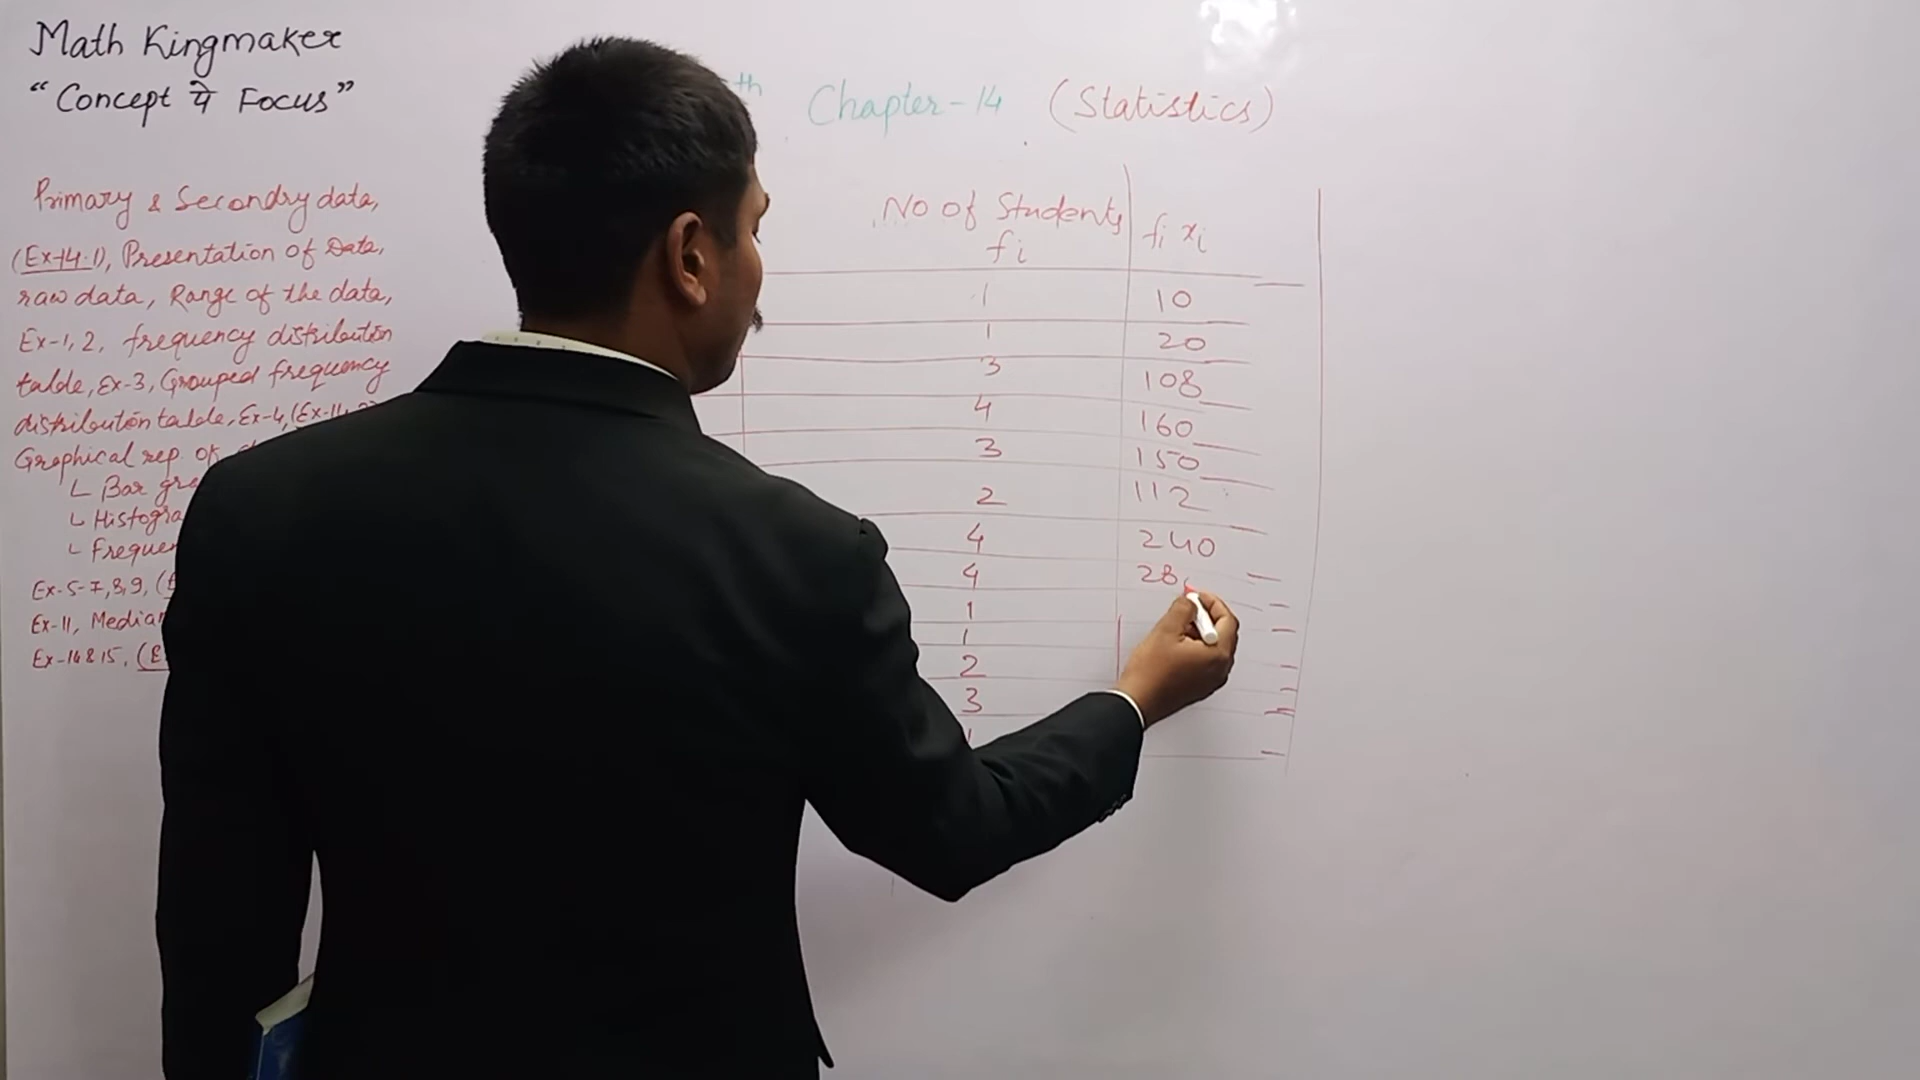 Math Kingmaker
"Concept पे Focus"
th Chapter-14 (Statistics)
Primary & Secondry data,
(Ex-14.1), Presentation of Data,
raw data, Range of the data,
Ex-1, 2, frequency distribution
table, Ex-3, Grouped frequency
distribution table, Ex-4, (Ex-14.2)
Graphical rep. of
Bar gra
Histogra
Frequen
Ex-5-7,8,9,
Ex-11, Median
Ex-14&15,
No of Students fi
fi xi
1 10
1 20
3 108
4 160
3 150
2 112
4 240
4 28
1
1
2
3
1